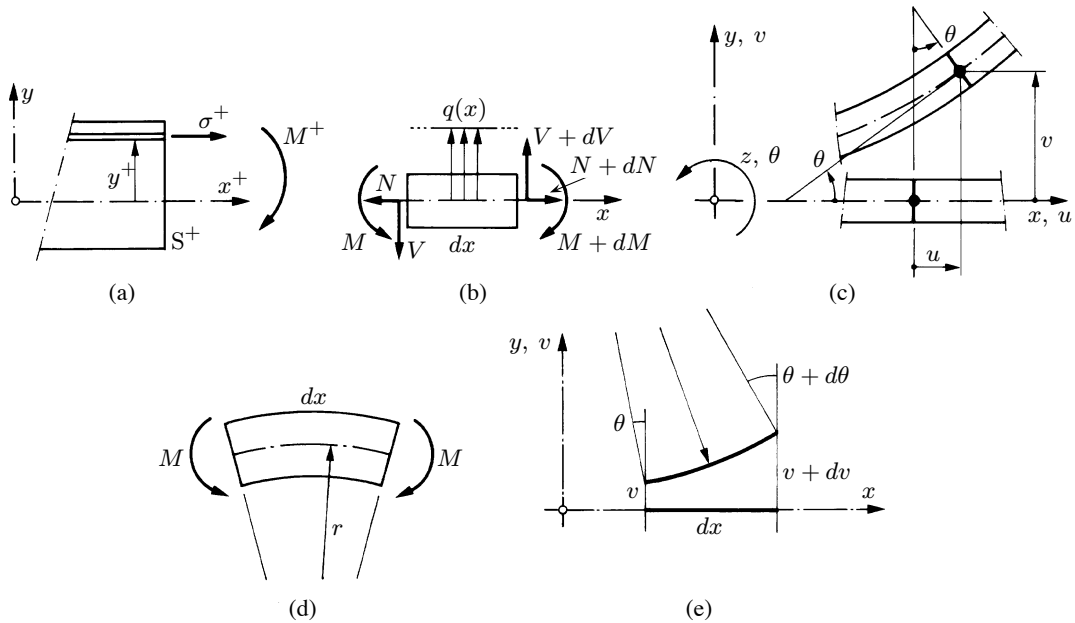 y
σ⁺
M⁺
y⁺
x⁺
S⁺
(a)
q(x)
V + dV
N
N + dN
x
M
V
dx
M + dM
(b)
y, v
θ
z, θ
θ
v
x, u
u
(c)
dx
M
M
r
(d)
y, v
θ + dθ
θ
v
v + dv
x
dx
(e)